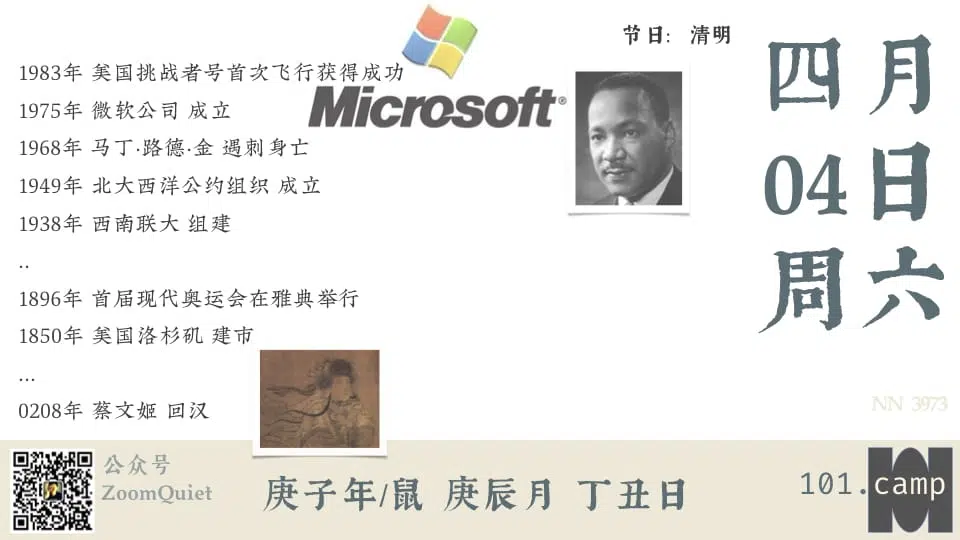 节日: 清明
四月
04日
周六
Microsoft®
1983年 美国挑战者号首次飞行获得成功
1975年 微软公司 成立
1968年 马丁·路德·金 遇刺身亡
1949年 北大西洋公约组织 成立
1938年 西南联大 组建
..
1896年 首届现代奥运会在雅典举行
1850年 美国洛杉矶 建市
...
0208年 蔡文姬 回汉
NN 3973
公众号
ZoomQuiet
庚子年/鼠 庚辰月 丁丑日
101.camp